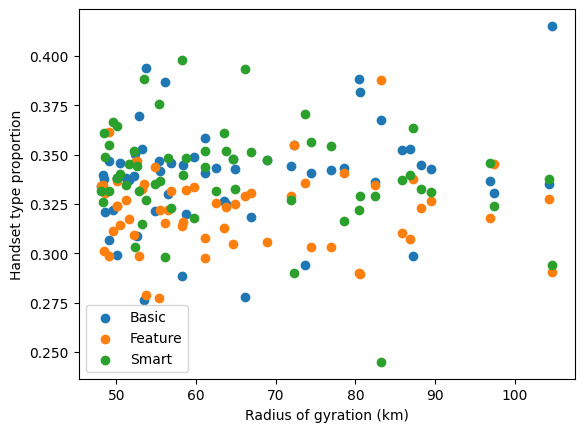 Handset type proportion
0.400
0.375
0.350
0.325
0.300
0.275
0.250
Basic
Feature
Smart
50
60
70
80
90
100
Radius of gyration (km)